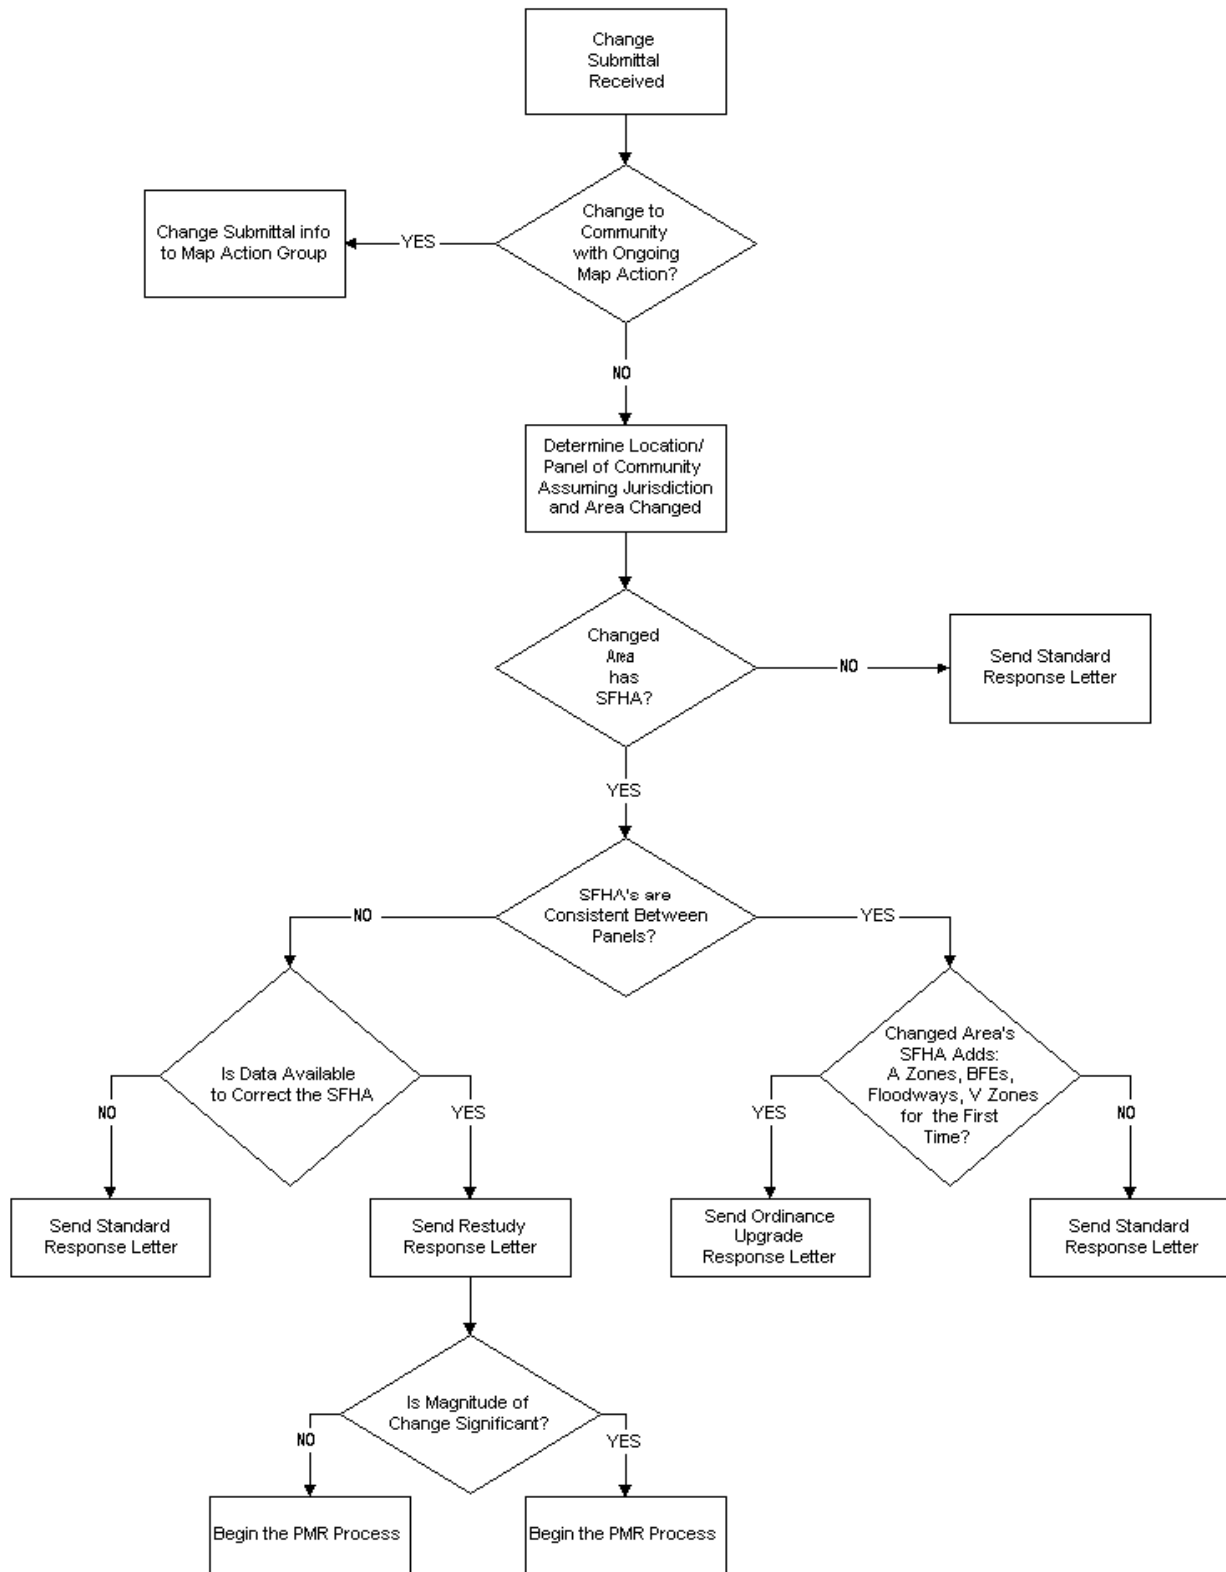 Change
Submittal
Received
Change to
Community
with Ongoing
Map Action?
YES
Change Submittal info
to Map Action Group
NO
Determine Location/
Panel of Community
Assuming Jurisdiction
and Area Changed
Changed
Area
has
SFHA?
NO
Send Standard
Response Letter
YES
SFHA's are
Consistent Between
Panels?
NO
YES
Is Data Available
to Correct the SFHA
Changed Area's
SFHA Adds:
A Zones, BFEs,
Floodways, V Zones
for the First
Time?
NO
YES
YES
NO
Send Standard
Response Letter
Send Restudy
Response Letter
Send Ordinance
Upgrade
Response Letter
Send Standard
Response Letter
Is Magnitude of
Change Significant?
NO
YES
Begin the PMR Process
Begin the PMR Process